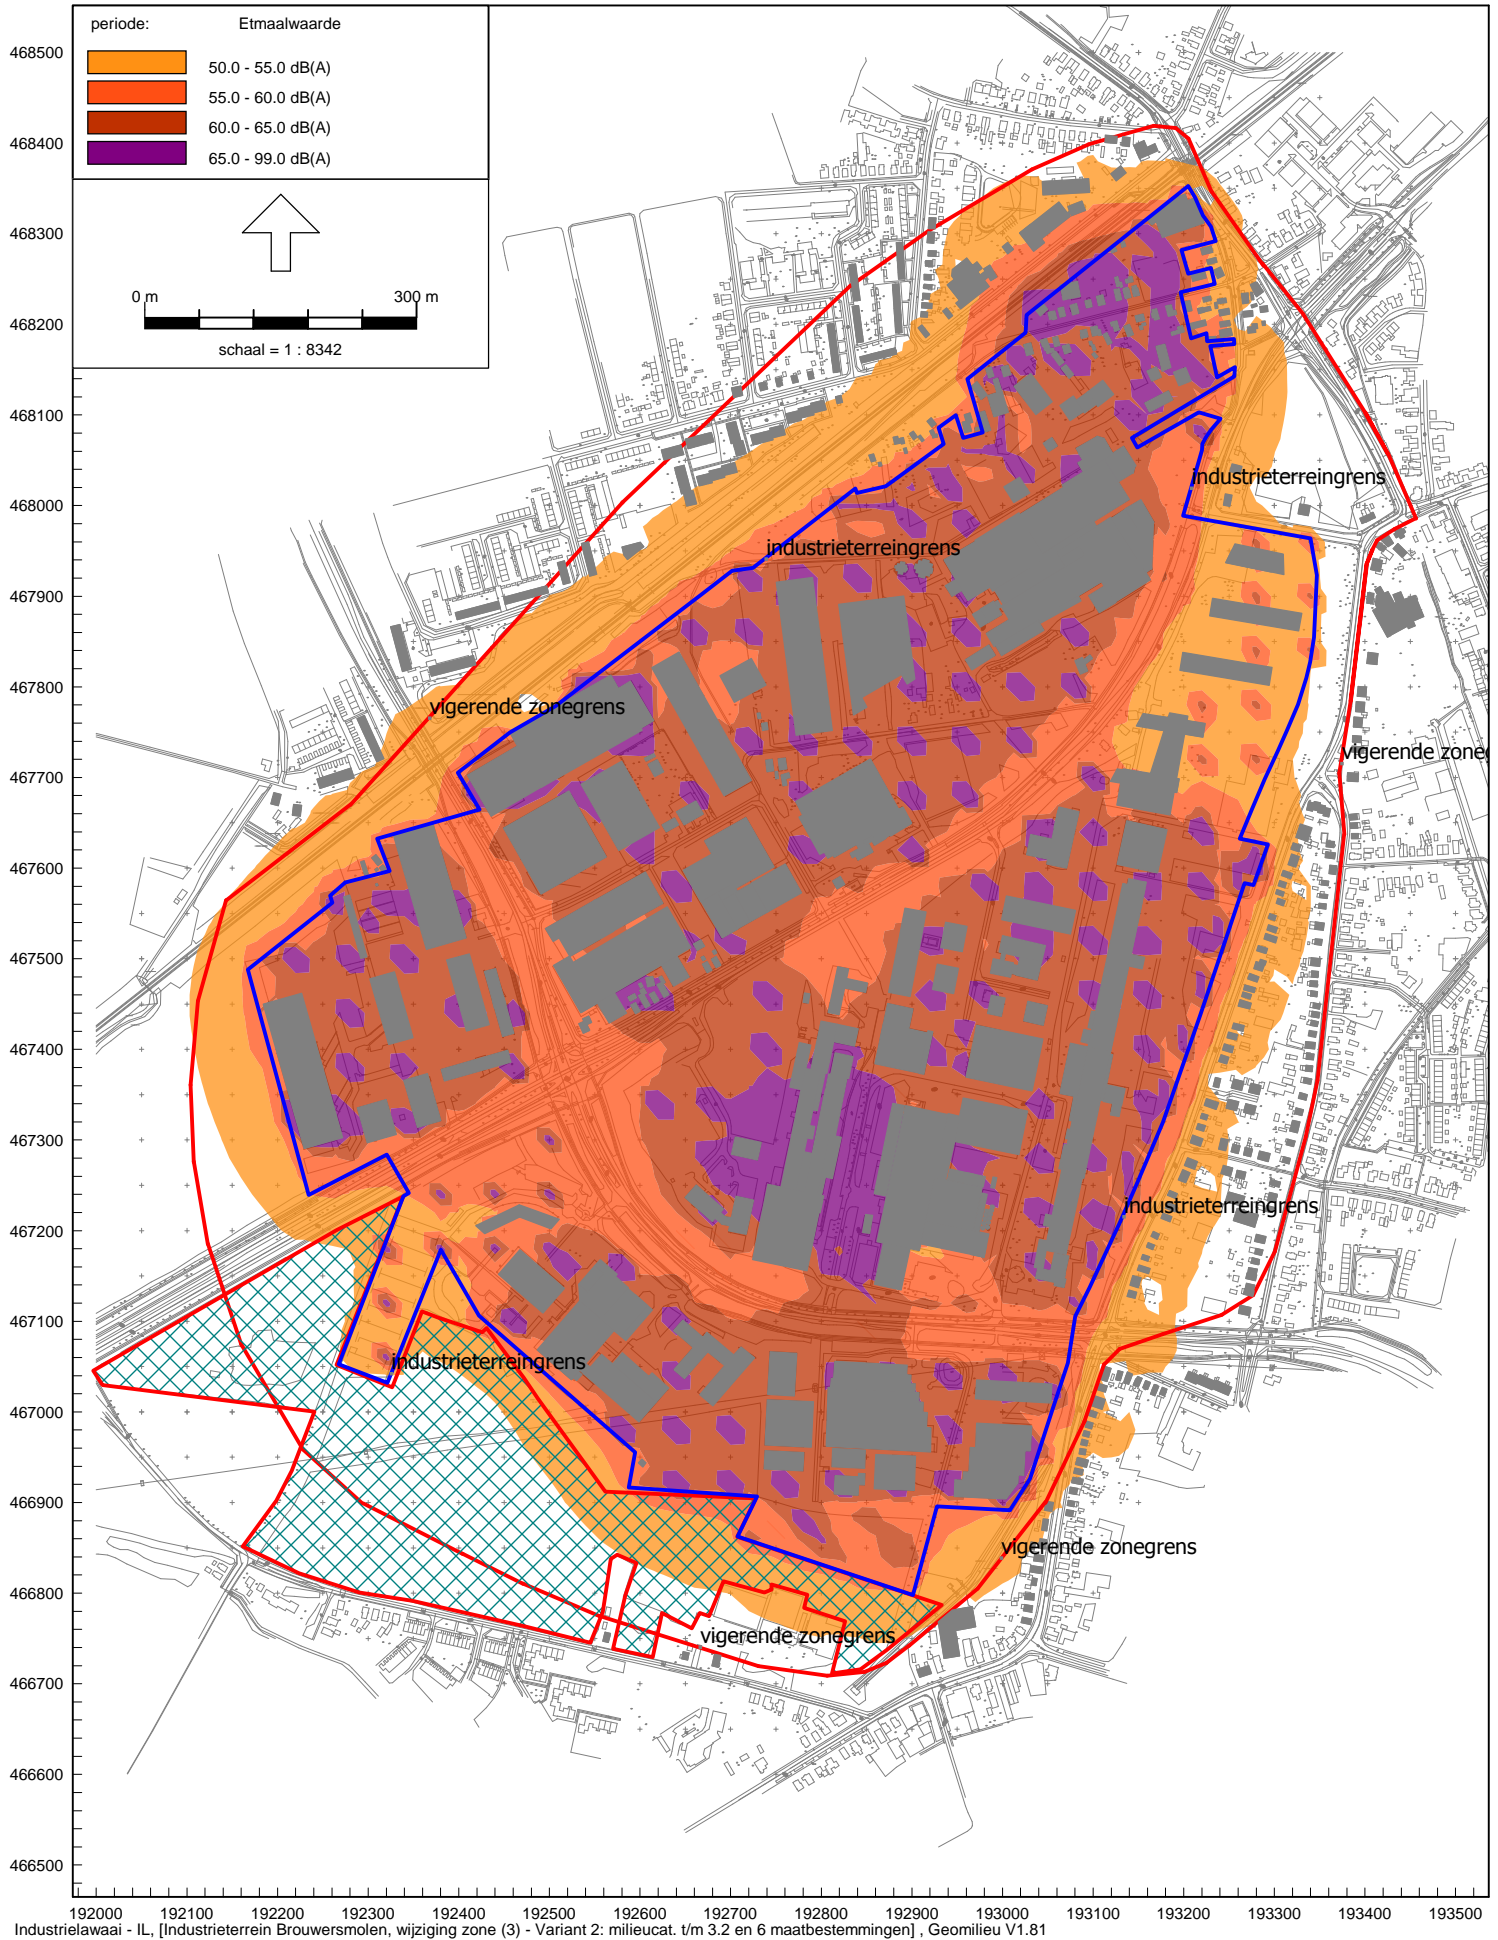 periode: Etmaalwaarde
50.0 - 55.0 dB(A)
55.0 - 60.0 dB(A)
60.0 - 65.0 dB(A)
65.0 - 99.0 dB(A)
0 m 300 m
schaal = 1 : 8342
468500
468400
468300
468200
468100
468000
467900
467800
467700
467600
467500
467400
467300
467200
467100
467000
466900
466800
466700
466600
466500
industrieterreingrens
industrieterreingrens
vigerende zonegrens
vigerende zoneg
industrieterreingrens
industrieterreingrens
vigerende zonegrens
vigerende zonegrens
192000 192100 192200 192300 192400 192500 192600 192700 192800 192900 193000 193100 193200 193300 193400 193500
Industrielawaai - IL, [Industrieterrein Brouwersmolen, wijziging zone (3) - Variant 2: milieucat. t/m 3.2 en 6 maatbestemmingen] , Geomilieu V1.81